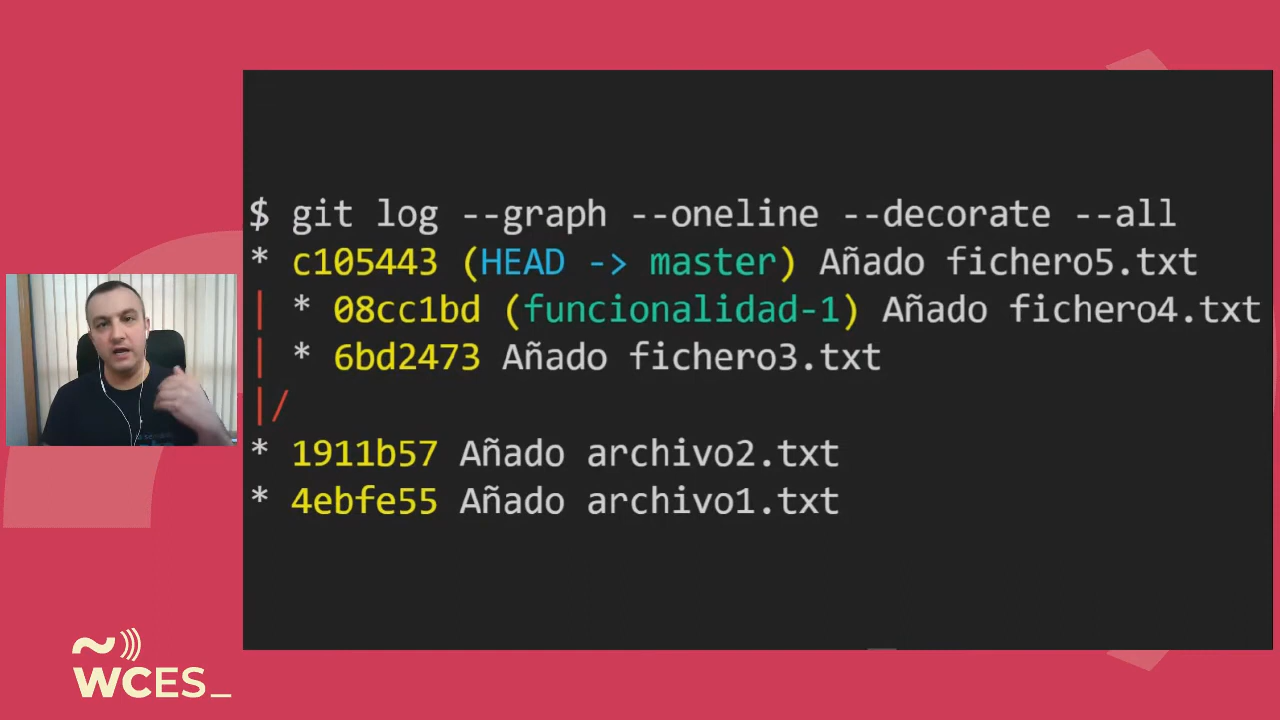 $ git log --graph --oneline --decorate --all
* c105443 (HEAD -> master) Añado fichero5.txt
| * 08cc1bd (funcionalidad-1) Añado fichero4.txt
| * 6bd2473 Añado fichero3.txt
|/
* 1911b57 Añado archivo2.txt
* 4ebfe55 Añado archivo1.txt
WCES_